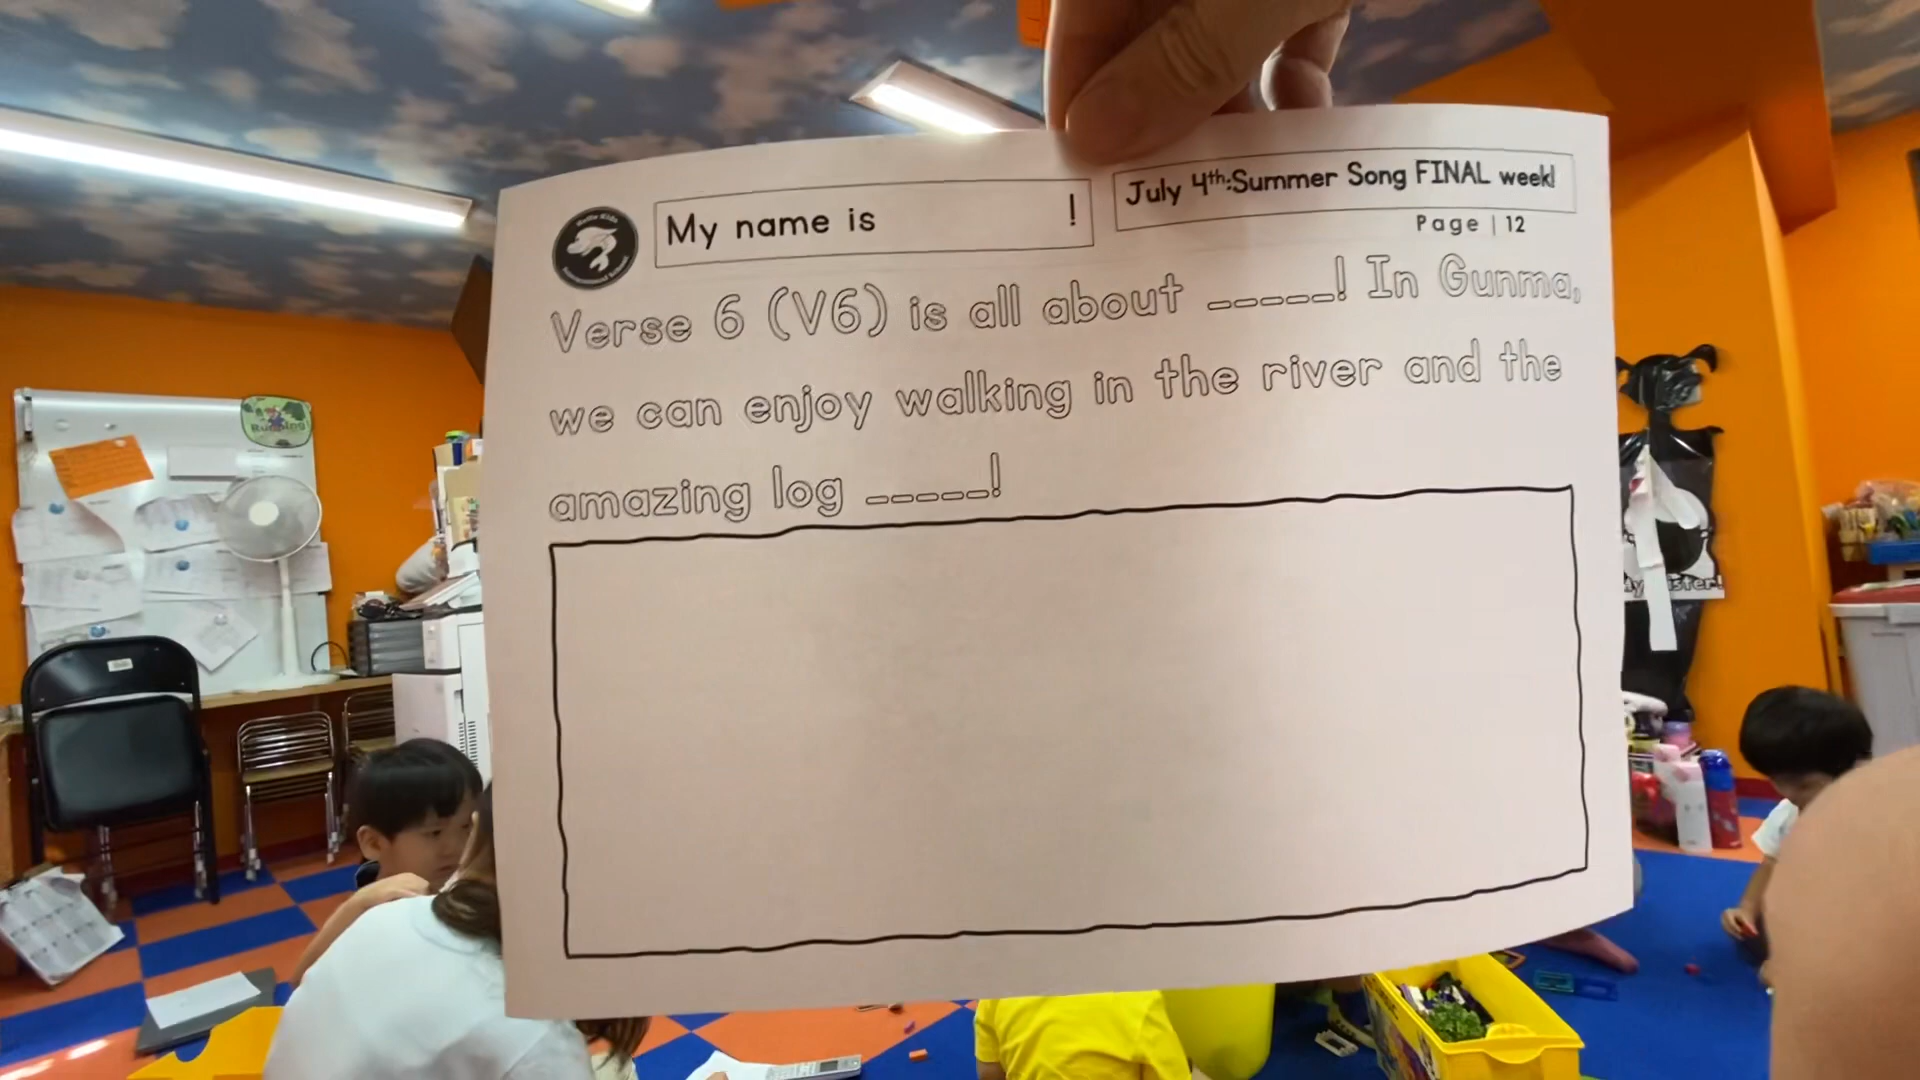 My name is !
July 4th:Summer Song FINAL week!
Page | 12
Verse 6 (V6) is all about _____! In Gunma,
we can enjoy walking in the river and the
amazing log _____!
Running!